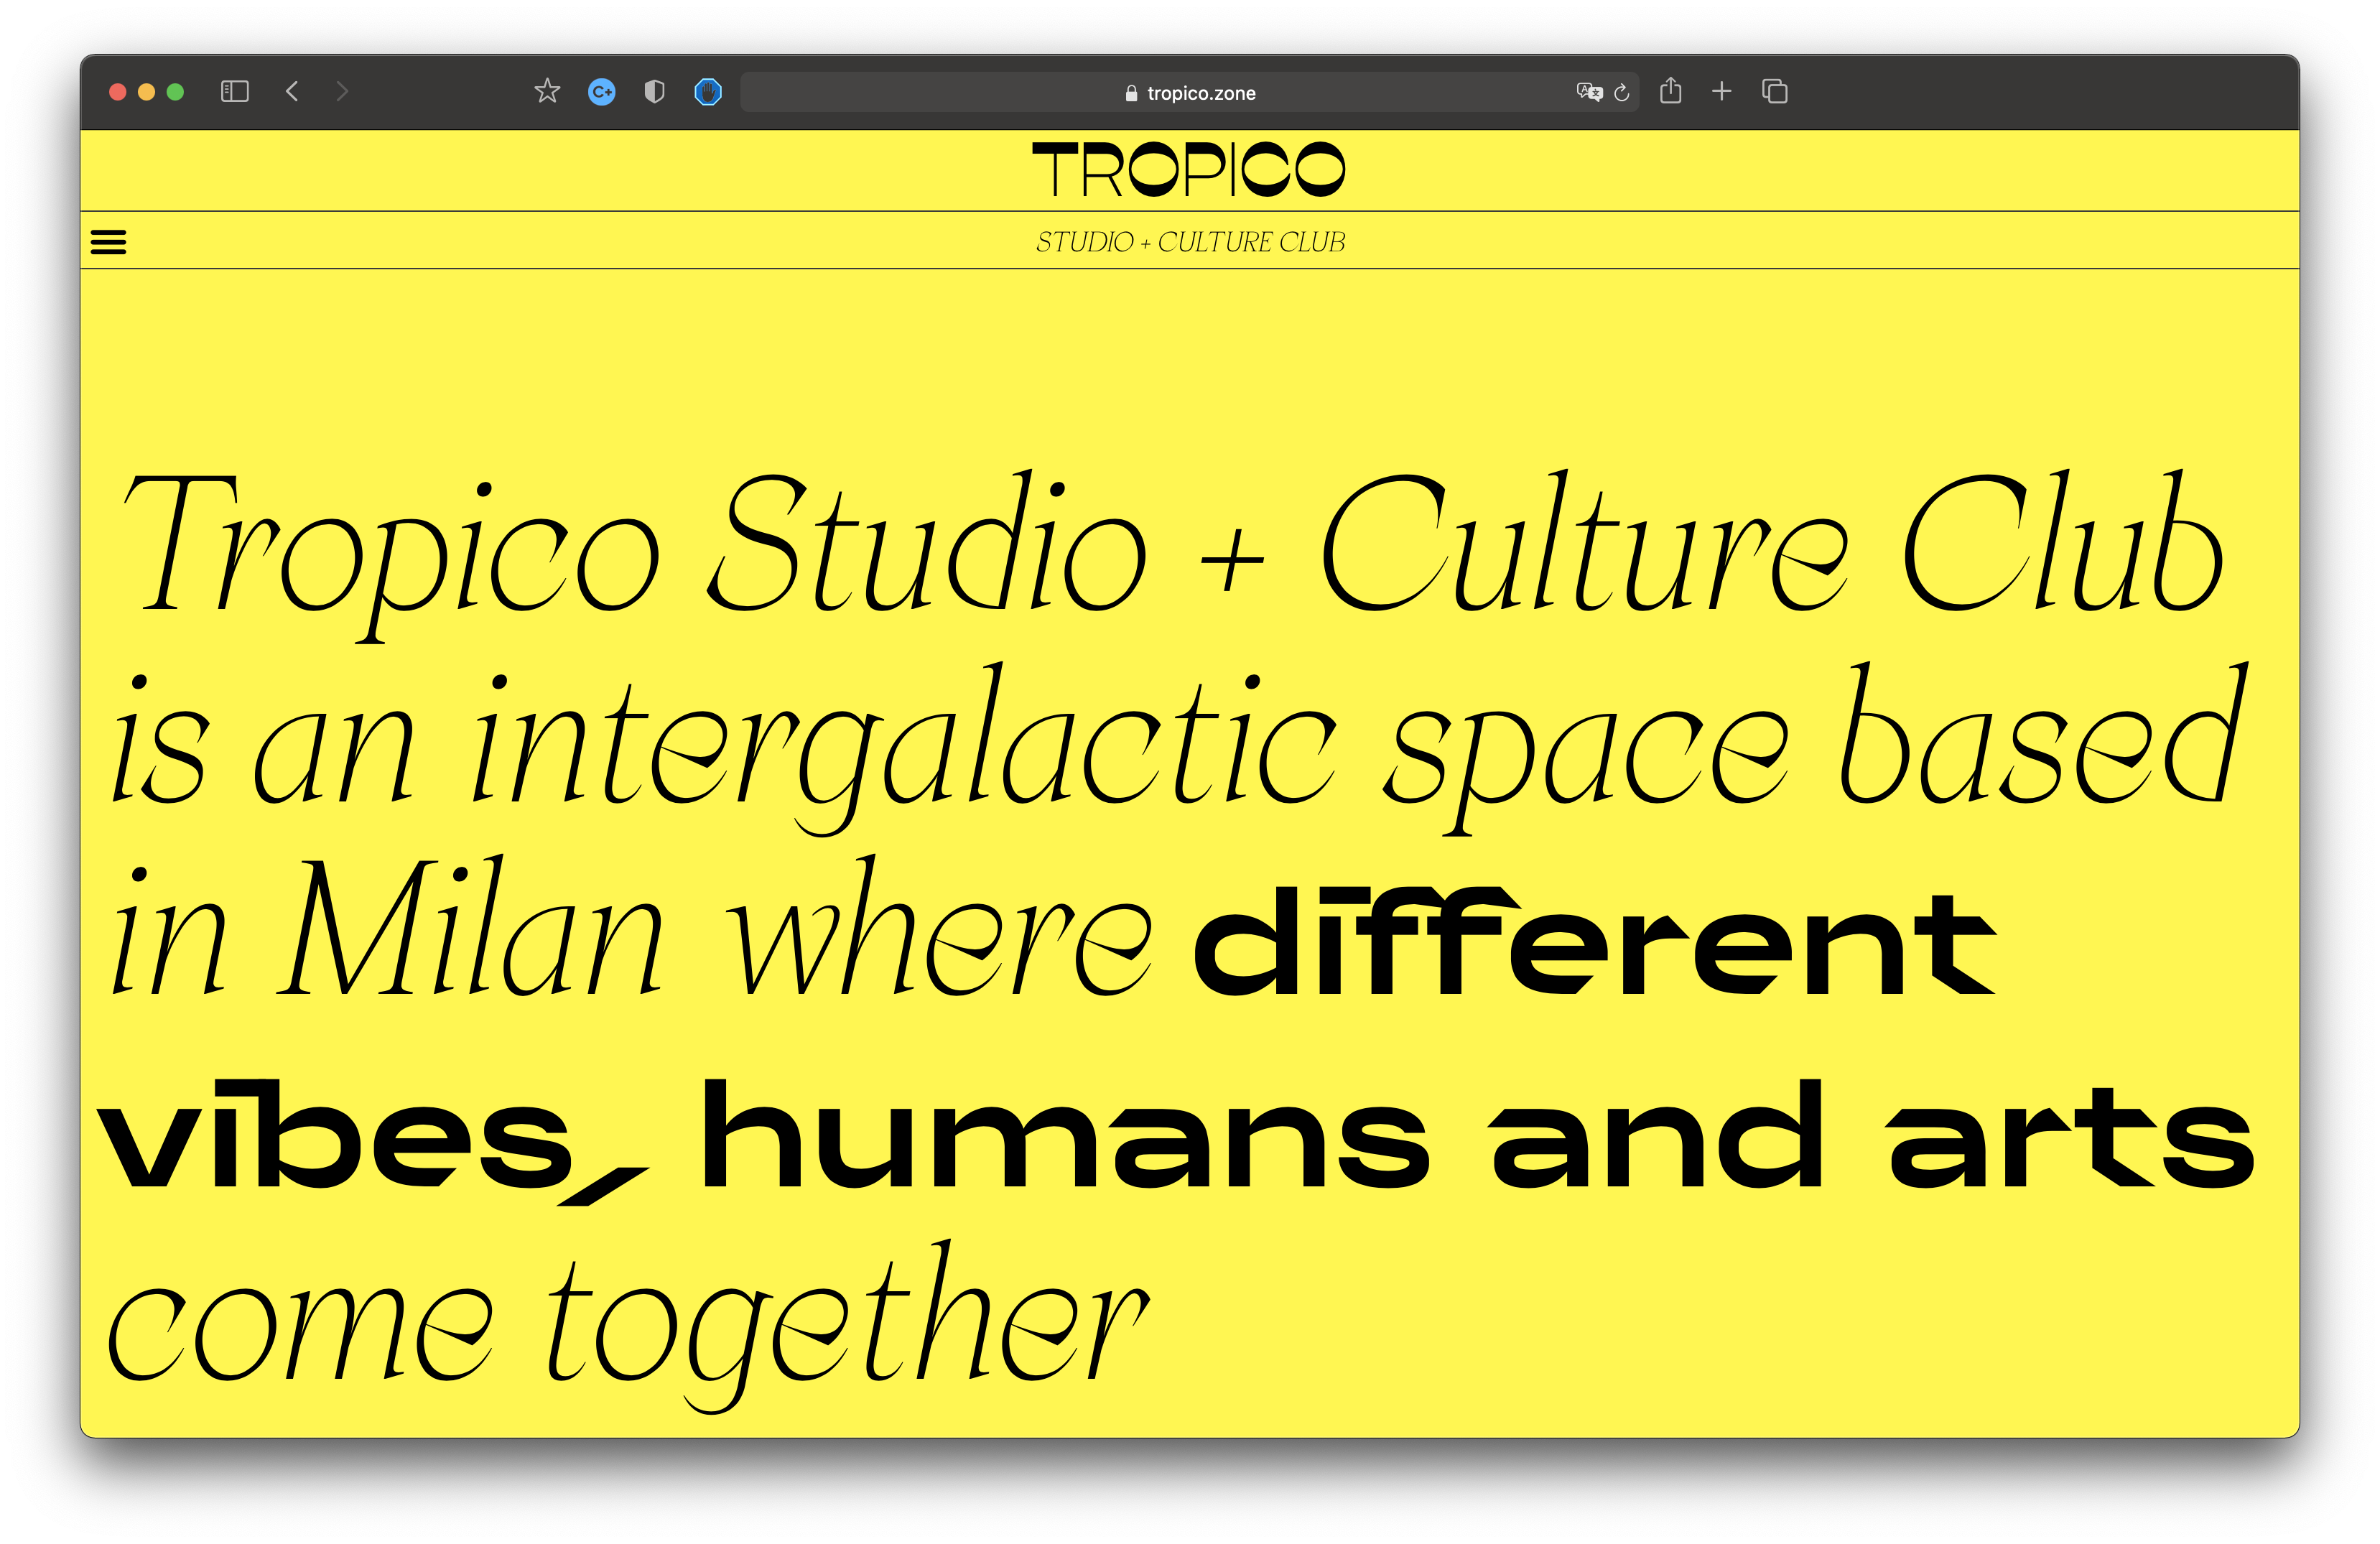 tropico.zone
TROPICO
STUDIO + CULTURE CLUB
Tropico Studio + Culture Club
is an intergalactic space based
in Milan where different
vibes, humans and arts
come together